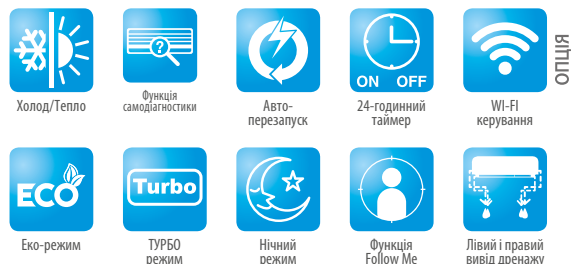 ON OFF
ОПЦІЯ
Холод/Тепло
Функція
самодіагностики
Авто-
перезапуск
24-годинний
таймер
WI-FI
керування
ECO
Turbo
Еко-режим
ТУРБО
режим
Нічний
режим
Функція
Follow Me
Лівий і правий
вивід дренажу